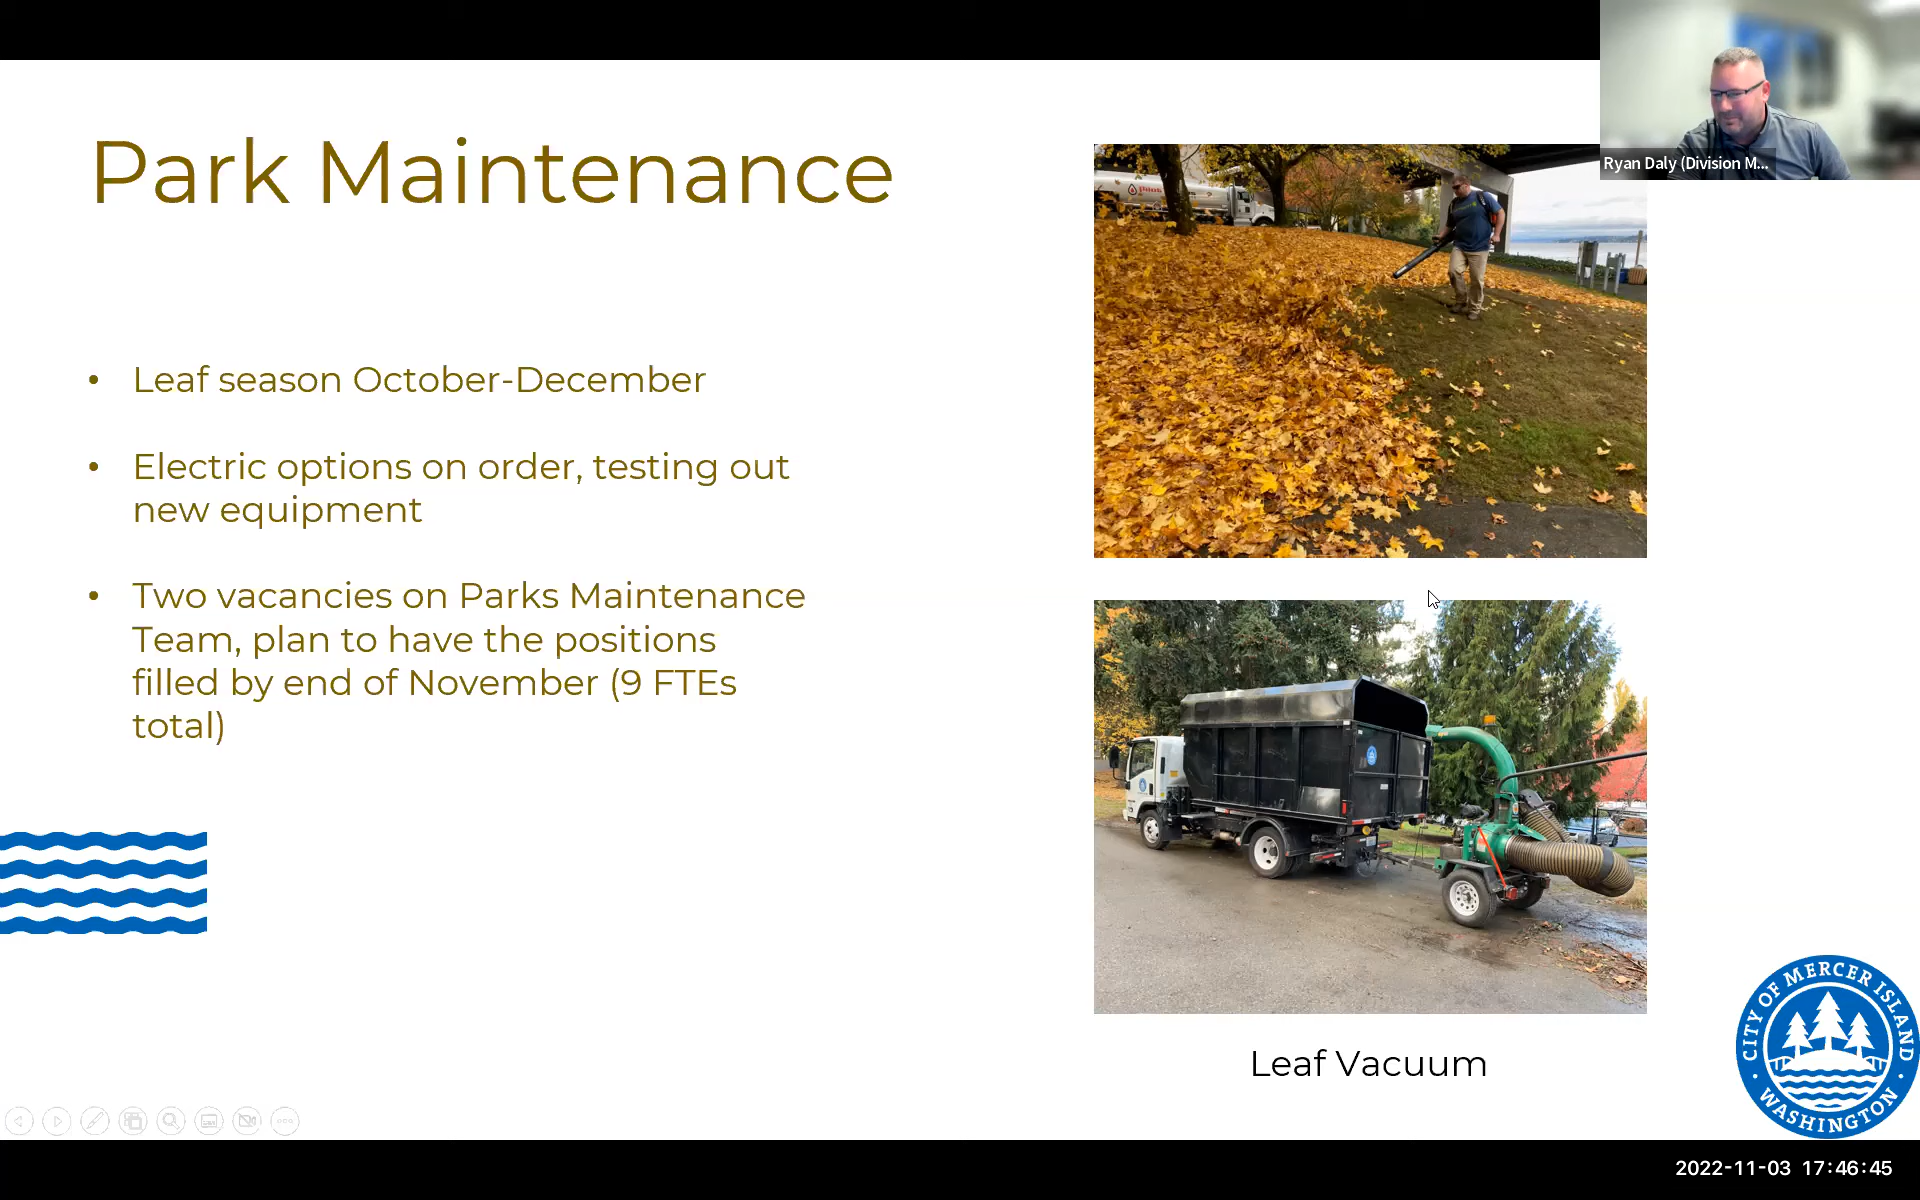 Park Maintenance
Ryan Daly (Division M...
• Leaf season October-December
• Electric options on order, testing out
new equipment
• Two vacancies on Parks Maintenance
Team, plan to have the positions
filled by end of November (9 FTEs
total)
Leaf Vacuum
CITY OF MERCER ISLAND
WASHINGTON
2022-11-03 17:46:45